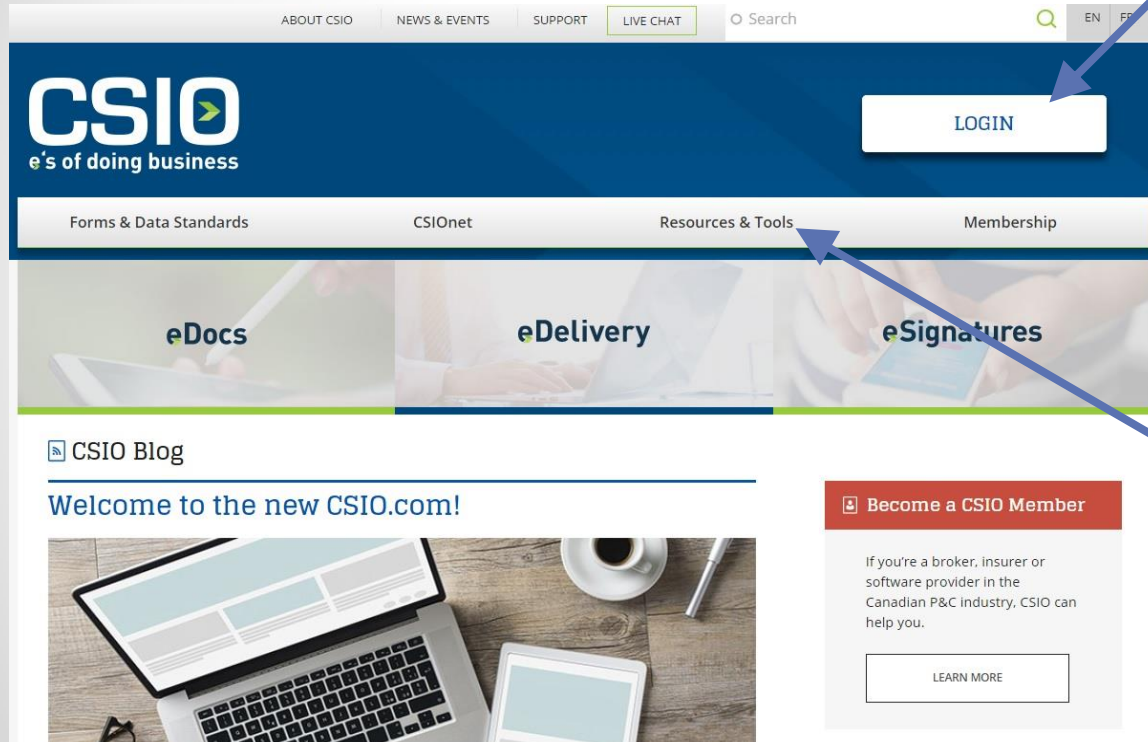 ABOUT CSIO NEWS & EVENTS SUPPORT LIVE CHAT Search EN
CSIO
e's of doing business
LOGIN
Forms & Data Standards CSIOnet Resources & Tools Membership
eDocs eDelivery eSignatures
CSIO Blog
Welcome to the new CSIO.com!
Become a CSIO Member
If you're a broker, insurer or
software provider in the
Canadian P&C industry, CSIO can
help you.
LEARN MORE